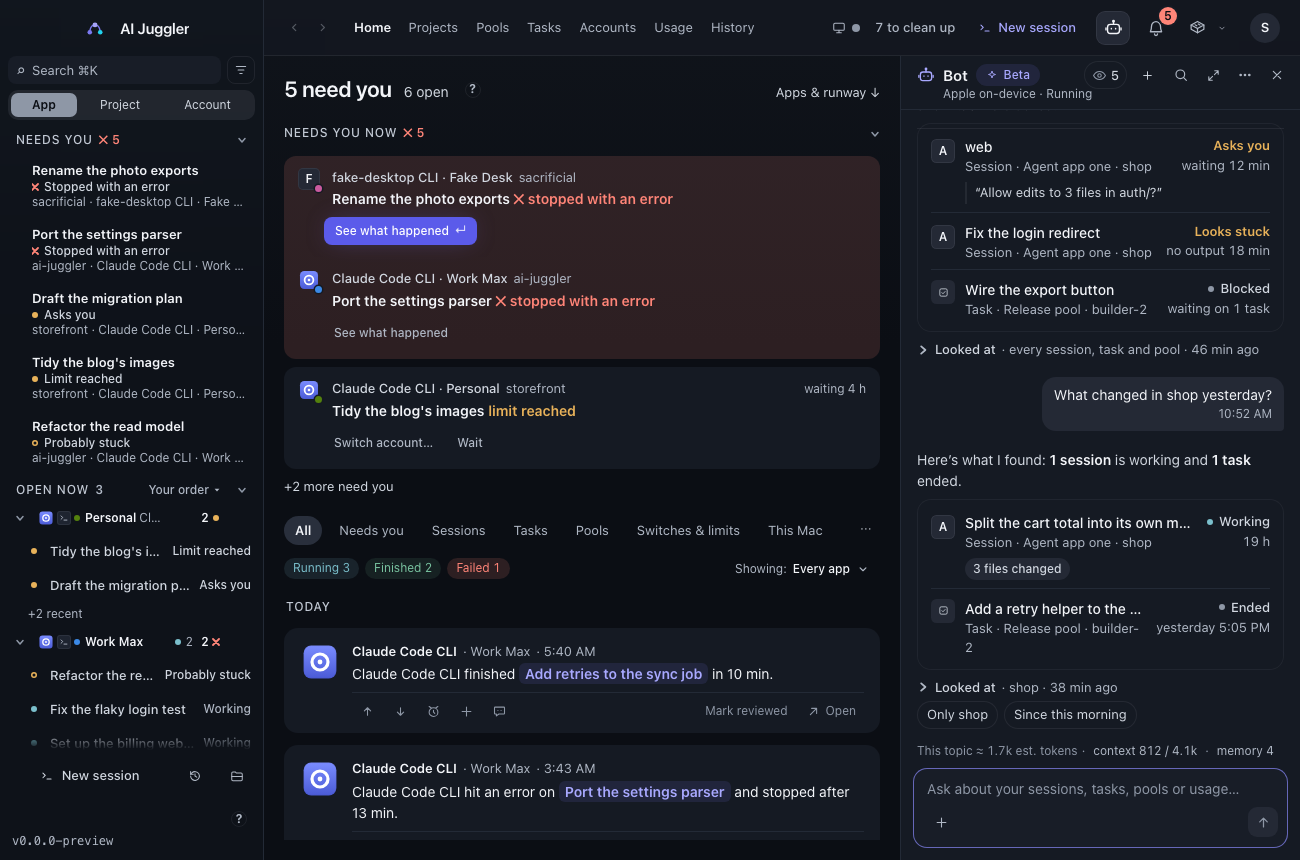 AI Juggler
Search ⌘K
App
Project
Account
NEEDS YOU 5
Rename the photo exports
Stopped with an error
sacrificial · fake-desktop CLI · Fake …
Port the settings parser
Stopped with an error
ai-juggler · Claude Code CLI · Work …
Draft the migration plan
Asks you
storefront · Claude Code CLI · Perso…
Tidy the blog's images
Limit reached
storefront · Claude Code CLI · Perso…
Refactor the read model
Probably stuck
ai-juggler · Claude Code CLI · Work …
OPEN NOW 3 Your order
Personal Cl… 2
Tidy the blog's i… Limit reached
Draft the migration p… Asks you
+2 recent
Work Max 2 2
Refactor the re… Probably stuck
Fix the flaky login test Working
Set up the billing web… Working
New session
?
v0.0.0-preview
Home Projects Pools Tasks Accounts Usage History
7 to clean up
New session
5
S
5 need you 6 open ?
Apps & runway ↓
NEEDS YOU NOW 5
F
fake-desktop CLI · Fake Desk sacrificial
Rename the photo exports stopped with an error
See what happened
Claude Code CLI · Work Max ai-juggler
Port the settings parser stopped with an error
See what happened
Claude Code CLI · Personal storefront waiting 4 h
Tidy the blog's images limit reached
Switch account… Wait
+2 more need you
All Needs you Sessions Tasks Pools Switches & limits This Mac …
Running 3 Finished 2 Failed 1
Showing: Every app
TODAY
Claude Code CLI · Work Max · 5:40 AM
Claude Code CLI finished Add retries to the sync job in 10 min.
Mark reviewed Open
Claude Code CLI · Work Max · 3:43 AM
Claude Code CLI hit an error on Port the settings parser and stopped after
13 min.
Bot Beta 5
Apple on-device · Running
A web Asks you
Session · Agent app one · shop waiting 12 min
“Allow edits to 3 files in auth/?”
A Fix the login redirect Looks stuck
Session · Agent app one · shop no output 18 min
Wire the export button Blocked
Task · Release pool · builder-2 waiting on 1 task
Looked at · every session, task and pool · 46 min ago
What changed in shop yesterday?
10:52 AM
Here’s what I found: 1 session is working and 1 task
ended.
A Split the cart total into its own m… Working
Session · Agent app one · shop 19 h
3 files changed
Add a retry helper to the … Ended
Task · Release pool · builder- yesterday 5:05 PM
2
Looked at · shop · 38 min ago
Only shop Since this morning
This topic ≈ 1.7k est. tokens · context 812 / 4.1k · memory 4
Ask about your sessions, tasks, pools or usage…